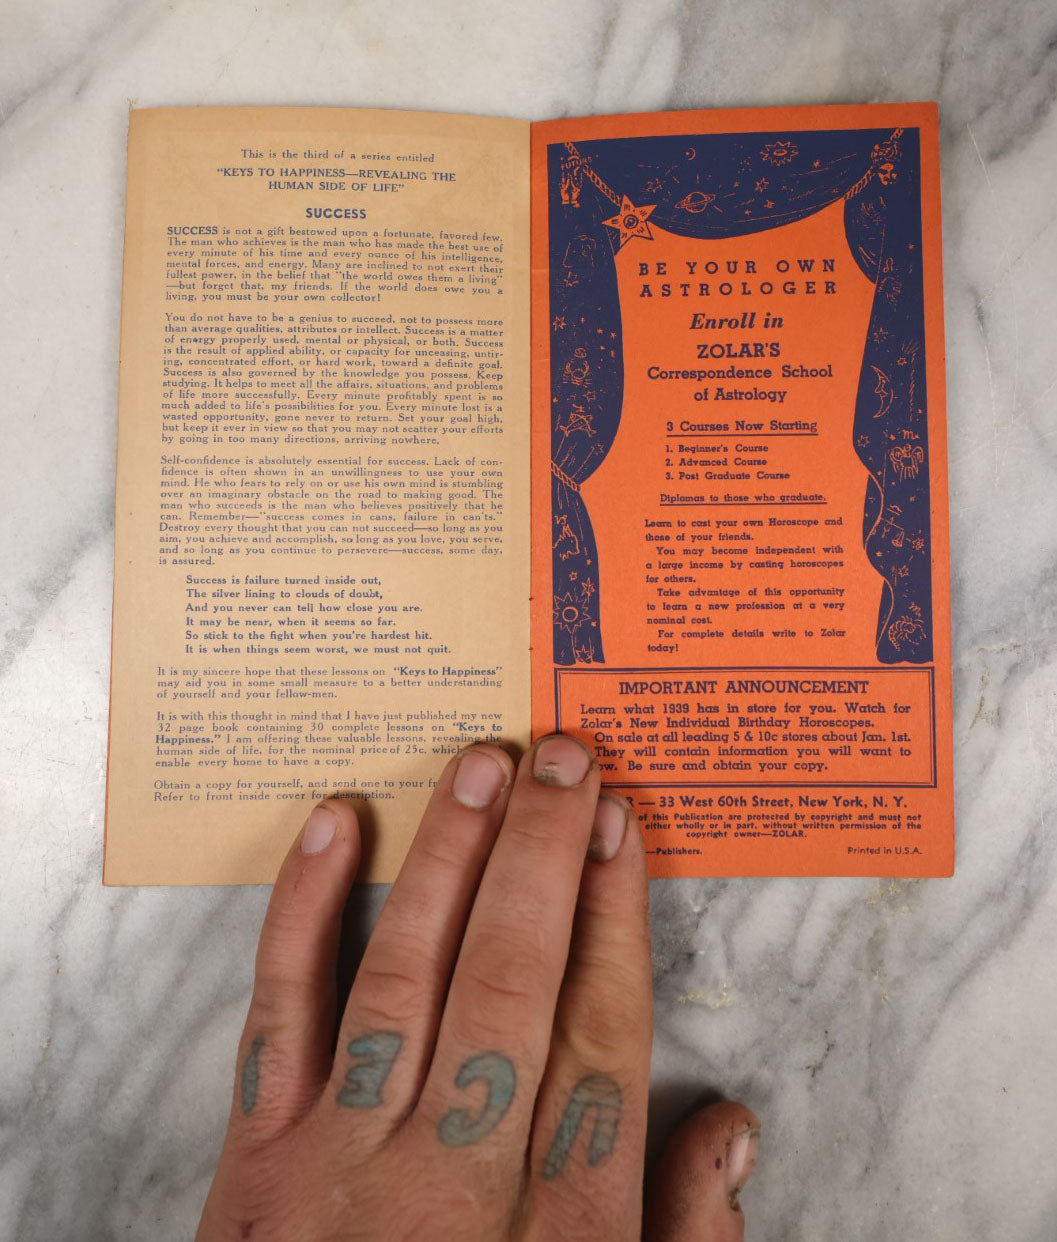 This is the third of a series entitled
"KEYS TO HAPPINESS—REVEALING THE
HUMAN SIDE OF LIFE"
SUCCESS
SUCCESS is not a gift bestowed upon a fortunate, favored few.
The man who achieves is the man who has made the best use of
every minute of his time and every ounce of his intelligence,
mental forces, and energy. Many are inclined to not exert their
fullest power, in the belief that "the world owes them a living"
—but forget that, my friends. If the world does owe you a
living, you must be your own collector!
You do not have to be a genius to succeed, not to possess more
than average qualities, attributes or intellect. Success is a matter
of energy properly used, mental or physical, or both. Success
is the result of applied ability, or capacity for unceasing, untir-
ing, concentrated effort, or hard work, toward a definite goal.
Success is also governed by the knowledge you possess. Keep
studying. It helps to meet all the affairs, situations, and problems
of life more successfully. Every minute profitably spent is so
much added to life's possibilities for you. Every minute lost is a
wasted opportunity, gone never to return. Set your goal high,
but keep it ever in view so that you may not scatter your efforts
by going in too many directions, arriving nowhere.
Self-confidence is absolutely essential for success. Lack of con-
fidence is often shown in an unwillingness to use your own
mind. He who fears to rely on or use his own mind is stumbling
over an imaginary obstacle on the road to making good. The
man who succeeds is the man who believes positively that he
can. Remember—"success comes in cans, failure in can'ts."
Destroy every thought that you can not succeed—so long as you
aim, you achieve and accomplish, so long as you love, you serve,
and so long as you continue to persevere—success, some day,
is assured.
Success is failure turned inside out,
The silver lining to clouds of doubt,
And you never can tell how close you are.
It may be near, when it seems so far.
So stick to the fight when you're hardest hit.
It is when things seem worst, we must not quit.
It is my sincere hope that these lessons on "Keys to Happiness"
may aid you in some small measure to a better understanding
of yourself and your fellow-men.
It is with this thought in mind that I have just published my new
32 page book containing 30 complete lessons on "Keys to
Happiness." I am offering these valuable lessons, revealing the
human side of life, for the nominal price of 25c, which
enable every home to have a copy.
Obtain a copy for yourself, and send one to your fr
Refer to front inside cover for description.
FUTURE
BE YOUR OWN
ASTROLOGER
Enroll in
ZOLAR'S
Correspondence School
of Astrology
3 Courses Now Starting
1. Beginner's Course
2. Advanced Course
3. Post Graduate Course
Diplomas to those who graduate.
Learn to cast your own Horoscope and
those of your friends.
You may become independent with
a large income by casting horoscopes
for others.
Take advantage of this opportunity
to learn a new profession at a very
nominal cost.
For complete details write to Zolar
today!
IMPORTANT ANNOUNCEMENT
Learn what 1939 has in store for you. Watch for
Zolar's New Individual Birthday Horoscopes.
On sale at all leading 5 & 10c stores about Jan. 1st.
They will contain information you will want to
ow. Be sure and obtain your copy.
R — 33 West 60th Street, New York, N. Y.
of this Publication are protected by copyright and must not
either wholly or in part, without written permission of the
copyright owner—ZOLAR.
—Publishers. Printed in U.S.A.